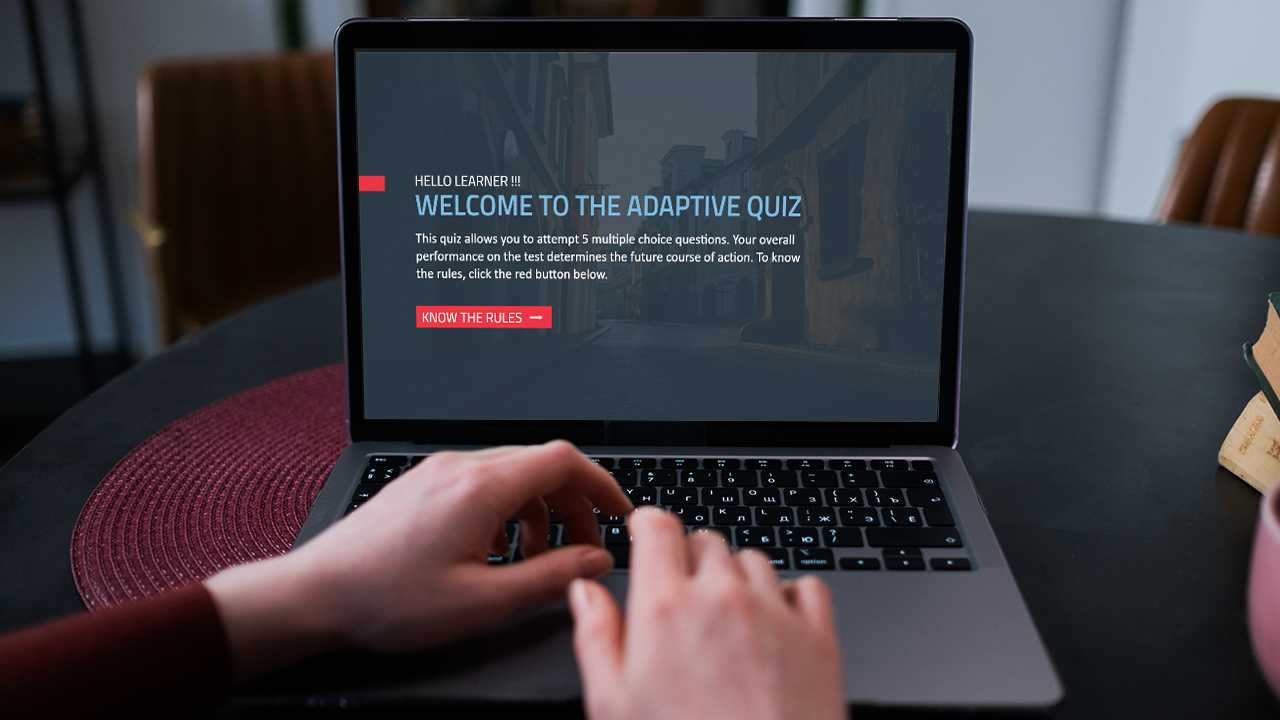 HELLO LEARNER !!!
WELCOME TO THE ADAPTIVE QUIZ
This quiz allows you to attempt 5 multiple choice questions. Your overall
performance on the test determines the future course of action. To know
the rules, click the red button below.
KNOW THE RULES
option